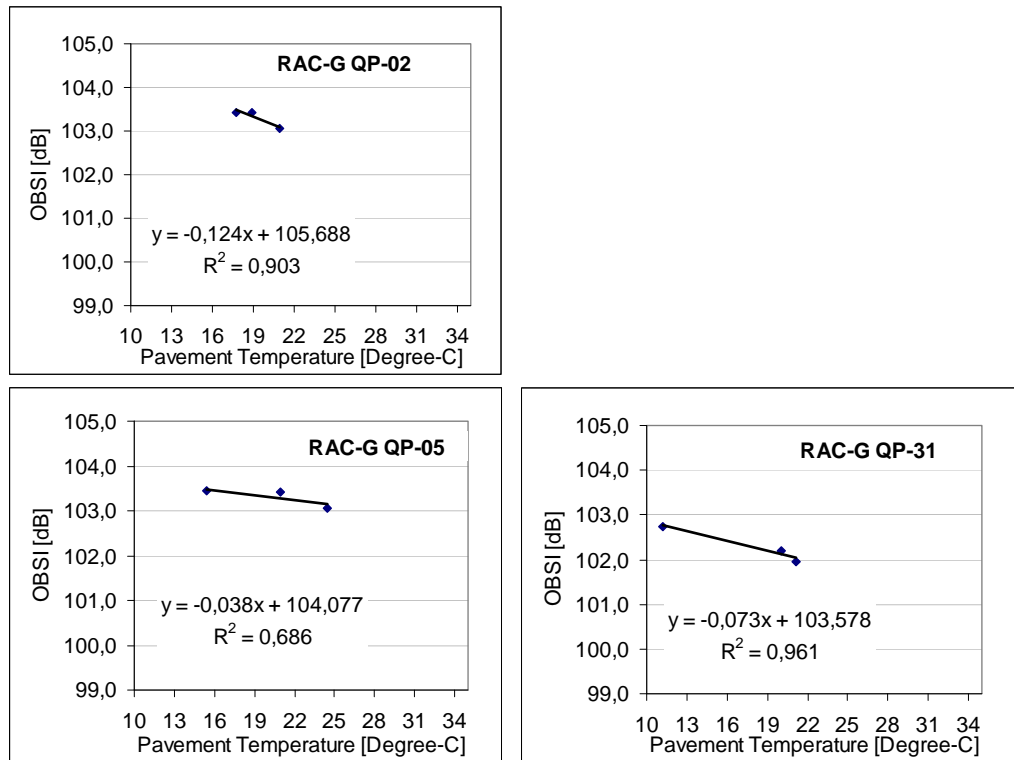 RAC-G QP-02
OBSI [dB]
105,0
104,0
103,0
102,0
101,0
100,0
99,0
y = -0,124x + 105,688
R² = 0,903
10 13 16 19 22 25 28 31 34
Pavement Temperature [Degree-C]
RAC-G QP-05
OBSI [dB]
105,0
104,0
103,0
102,0
101,0
100,0
99,0
y = -0,038x + 104,077
R² = 0,686
10 13 16 19 22 25 28 31 34
Pavement Temperature [Degree-C]
RAC-G QP-31
OBSI [dB]
105,0
104,0
103,0
102,0
101,0
100,0
99,0
y = -0,073x + 103,578
R² = 0,961
10 13 16 19 22 25 28 31 34
Pavement Temperature [Degree-C]